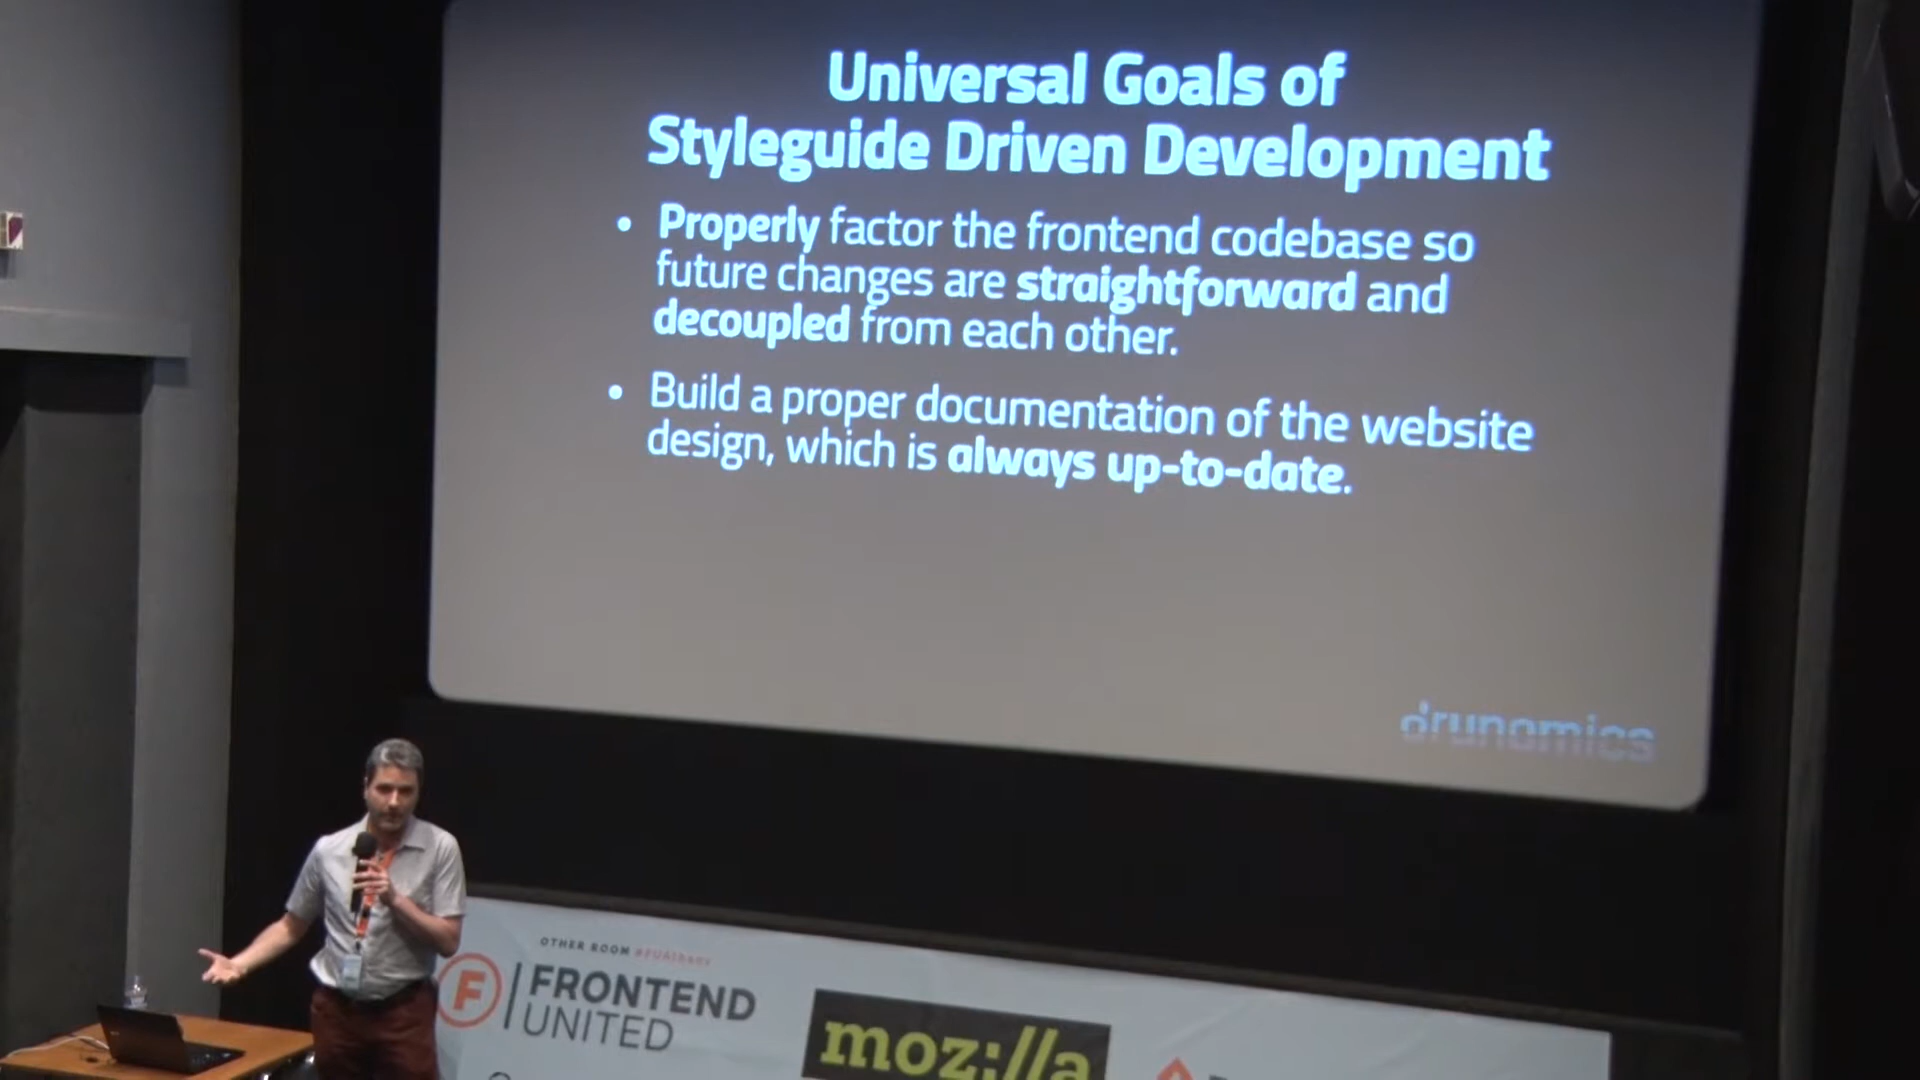 Universal Goals of
Styleguide Driven Development
• Properly factor the frontend codebase so
future changes are straightforward and
decoupled from each other.
• Build a proper documentation of the website
design, which is always up-to-date.
drunomics
OTHER ROOM #FUAlbany
F FRONTEND
UNITED
moz://a